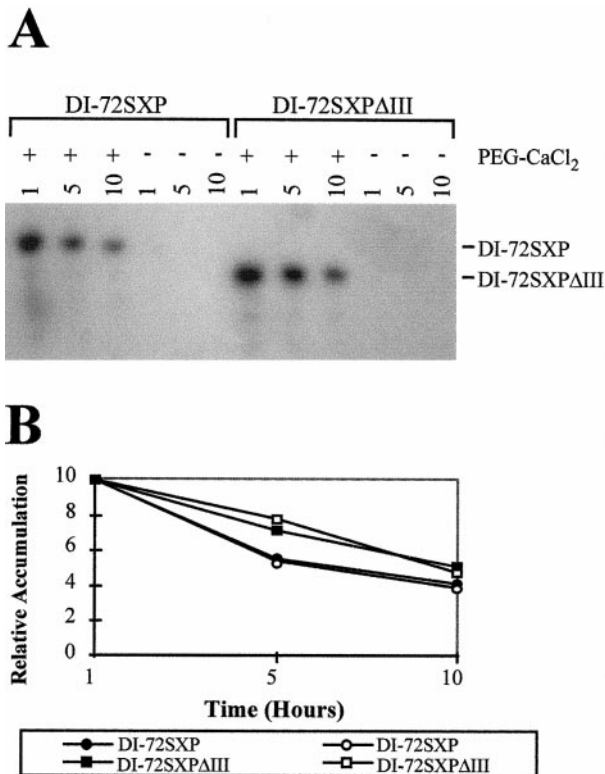 A
DI-72SXP DI-72SXPΔIII
+ + + - - - + + + - - - PEG-CaCl₂
1 5 10 1 5 10 1 5 10 1 5 10
DI-72SXP
DI-72SXPΔIII
B
Relative Accumulation
10
8
6
4
2
0
1 5 10
Time (Hours)
DI-72SXP DI-72SXP
DI-72SXPΔIII DI-72SXPΔIII